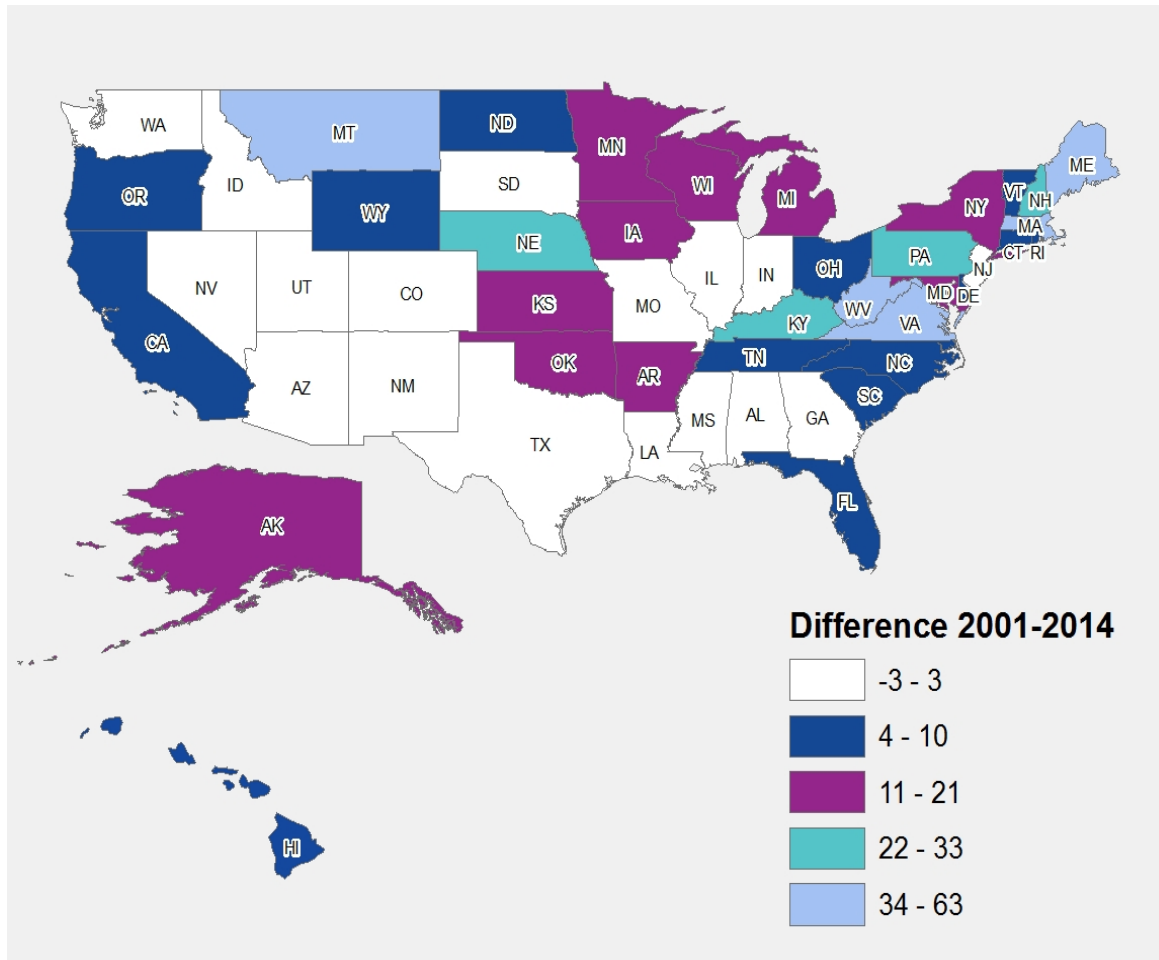 WA
MT
ND
MN
ME
OR
ID
SD
WI
MI
VT
NH
NY
WY
MA
NE
IA
PA
CT
RI
NV
UT
CO
IL
IN
OH
NJ
KS
MO
MD
DE
WV
KY
VA
CA
TN
NC
AZ
NM
OK
AR
SC
TX
LA
MS
AL
GA
FL
AK
HI
Difference 2001-2014
-3 - 3
4 - 10
11 - 21
22 - 33
34 - 63